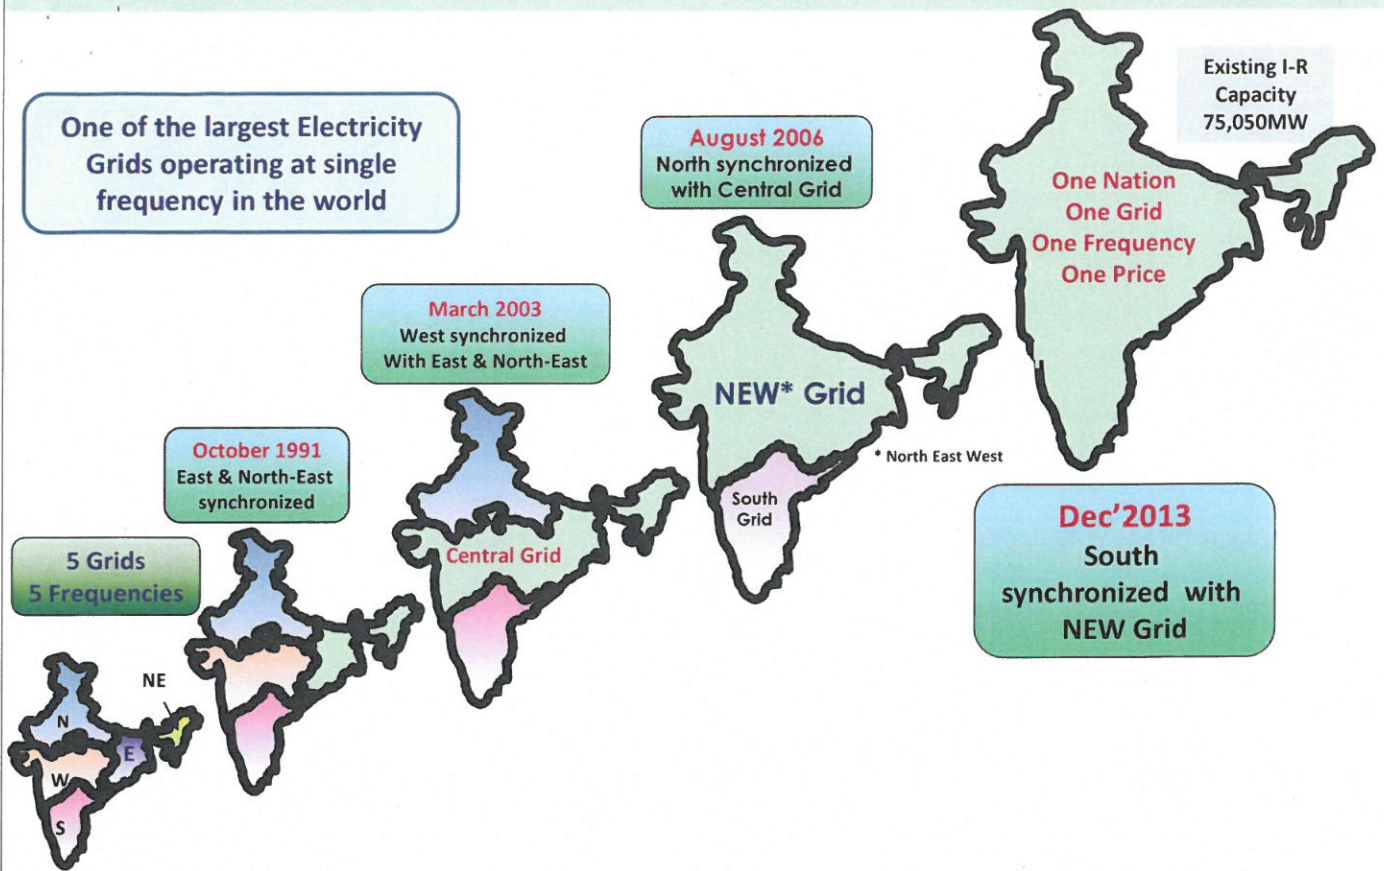 One of the largest Electricity
Grids operating at single
frequency in the world
5 Grids
5 Frequencies
N
NE
E
W
S
October 1991
East & North-East
synchronized
March 2003
West synchronized
With East & North-East
Central Grid
August 2006
North synchronized
with Central Grid
NEW* Grid
* North East West
South
Grid
Existing I-R
Capacity
75,050MW
One Nation
One Grid
One Frequency
One Price
Dec’2013
South
synchronized with
NEW Grid